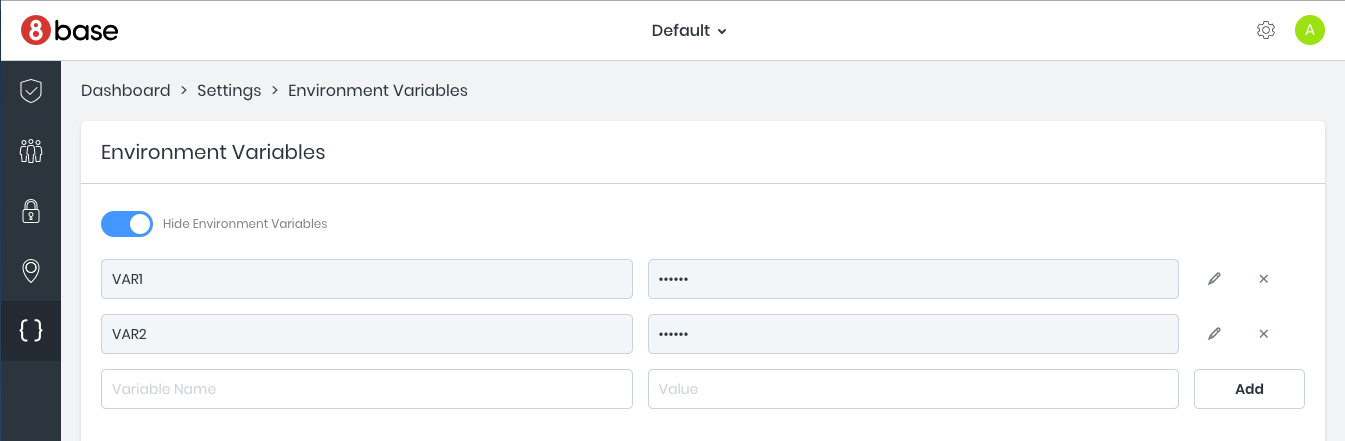 8base
Default
A
Dashboard > Settings > Environment Variables
Environment Variables
Hide Environment Variables
VAR1 ••••••
VAR2 ••••••
Variable Name Value Add